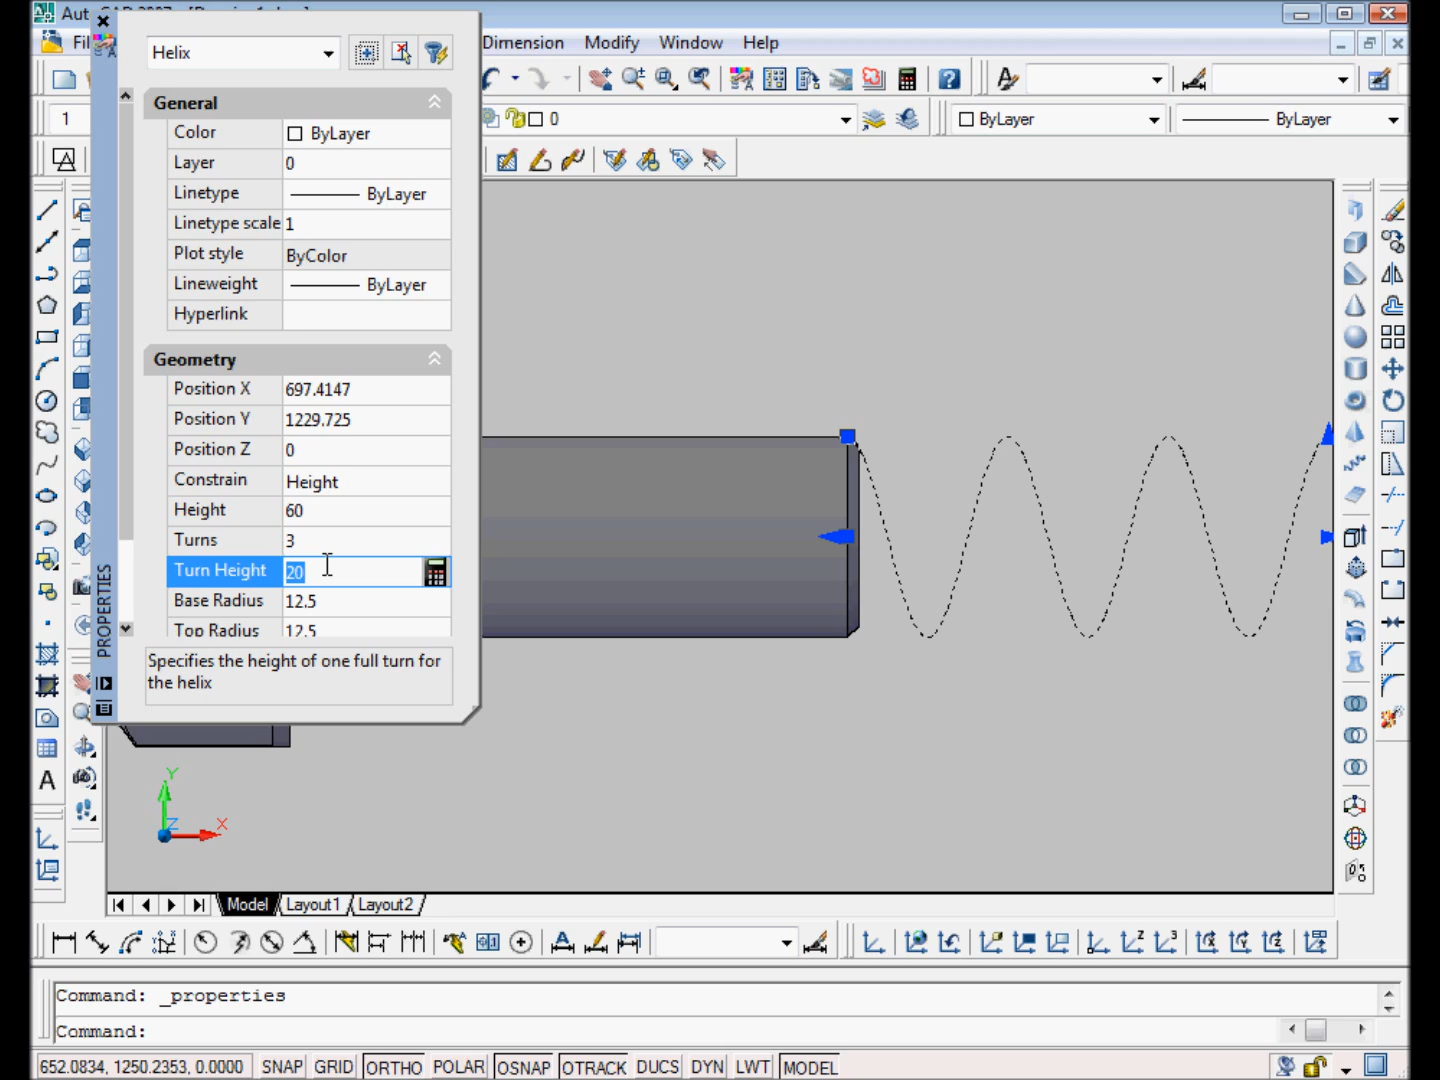 Helix
Dimension Modify Window Help
General
Color ByLayer
Layer 0
Linetype ByLayer
Linetype scale 1
Plot style ByColor
Lineweight ByLayer
Hyperlink
Geometry
Position X 697.4147
Position Y 1229.725
Position Z 0
Constrain Height
Height 60
Turns 3
Turn Height 20
Base Radius 12.5
Top Radius 12.5
Specifies the height of one full turn for
the helix
PROPERTIES
1
0
ByLayer
ByLayer
Y
Z
X
Model Layout1 Layout2
Command: _properties
Command:
652.0834, 1250.2353, 0.0000 SNAP GRID ORTHO POLAR OSNAP OTRACK DUCS DYN LWT MODEL